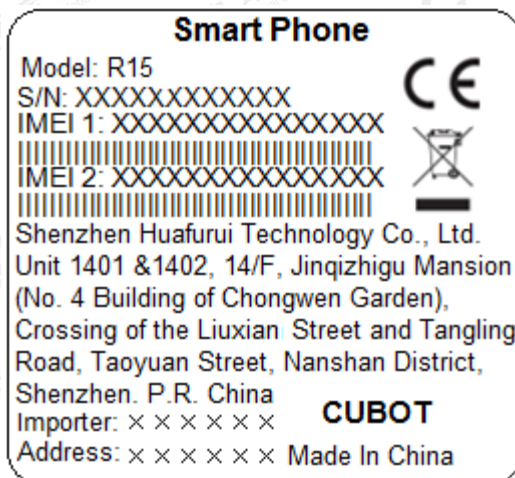 Smart Phone
Model: R15
S/N: XXXXXXXXXXXXX
IMEI 1: XXXXXXXXXXXXXXX
IMEI 2: XXXXXXXXXXXXXXX
Shenzhen Huafurui Technology Co., Ltd.
Unit 1401 &1402, 14/F, Jinqizhigu Mansion
(No. 4 Building of Chongwen Garden),
Crossing of the Liuxian Street and Tangling
Road, Taoyuan Street, Nanshan District,
Shenzhen. P.R. China
Importer: × × × × × ×
CUBOT
Address: × × × × × × Made In China
CE